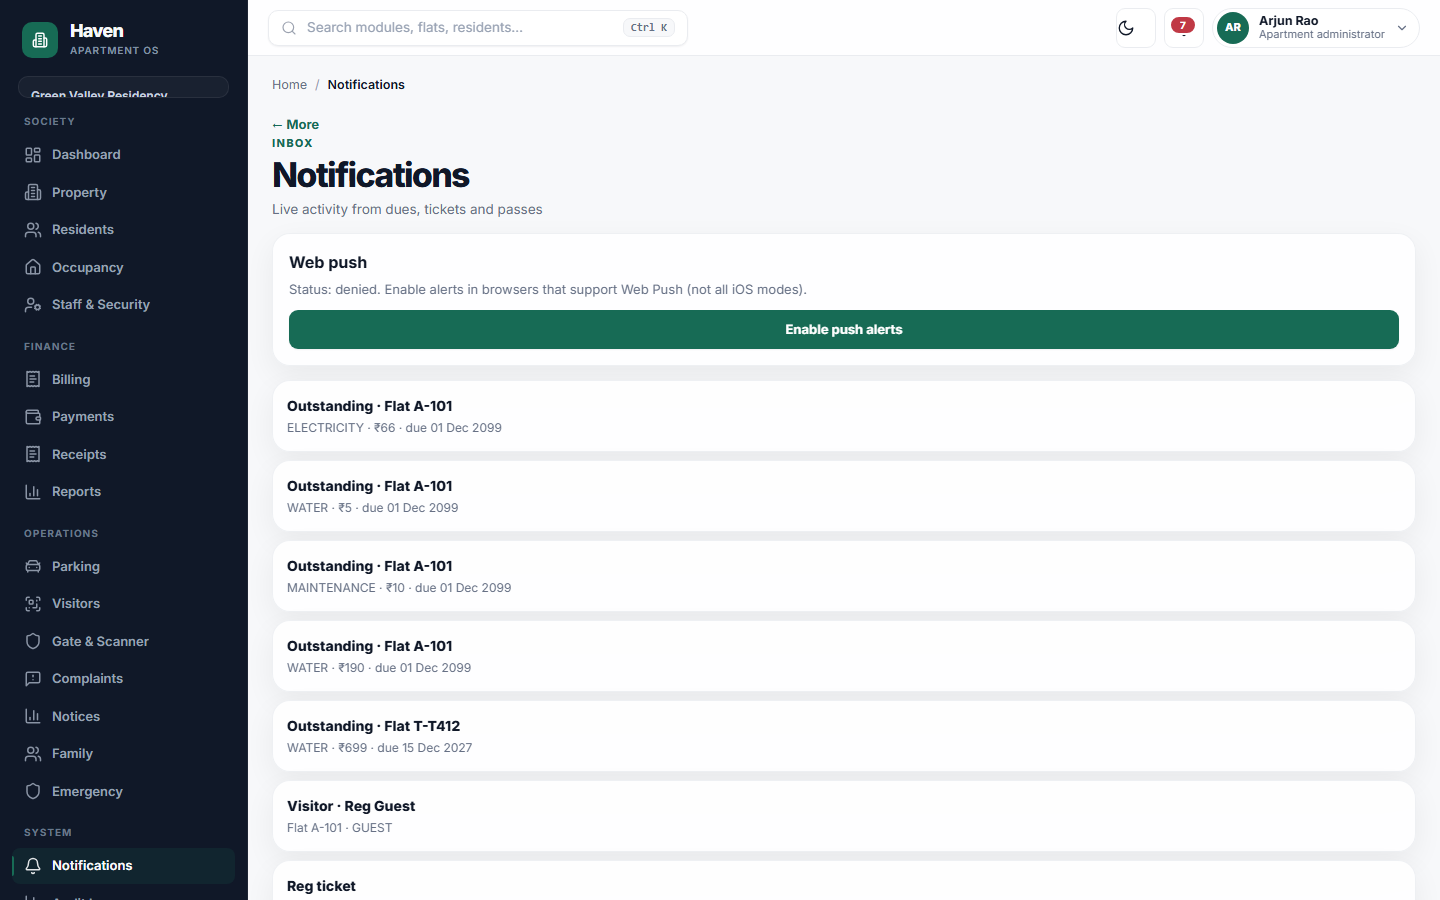 Haven
APARTMENT OS
Green Valley Residency
SOCIETY
Dashboard
Property
Residents
Occupancy
Staff & Security
FINANCE
Billing
Payments
Receipts
Reports
OPERATIONS
Parking
Visitors
Gate & Scanner
Complaints
Notices
Family
Emergency
SYSTEM
Notifications
Search modules, flats, residents...
Ctrl K
7
AR
Arjun Rao
Apartment administrator
Home / Notifications
← More
INBOX
Notifications
Live activity from dues, tickets and passes
Web push
Status: denied. Enable alerts in browsers that support Web Push (not all iOS modes).
Enable push alerts
Outstanding · Flat A-101
ELECTRICITY · ₹66 · due 01 Dec 2099
Outstanding · Flat A-101
WATER · ₹5 · due 01 Dec 2099
Outstanding · Flat A-101
MAINTENANCE · ₹10 · due 01 Dec 2099
Outstanding · Flat A-101
WATER · ₹190 · due 01 Dec 2099
Outstanding · Flat T-T412
WATER · ₹699 · due 15 Dec 2027
Visitor · Reg Guest
Flat A-101 · GUEST
Reg ticket